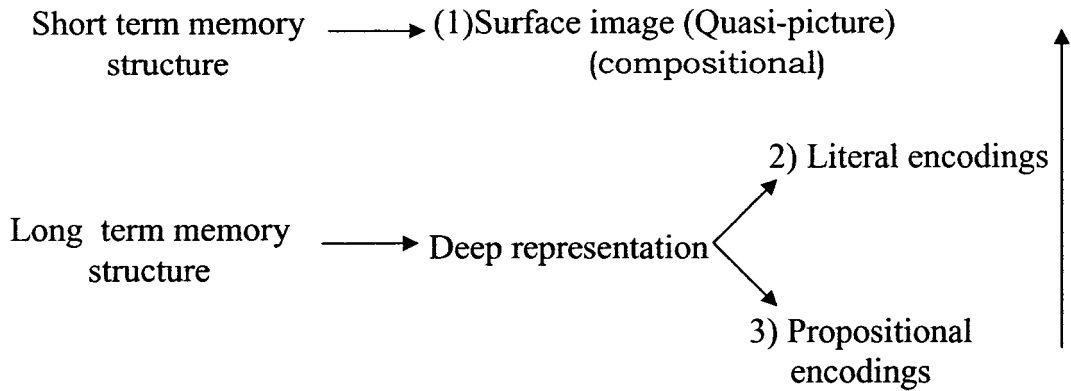 Short term memory
structure
(1)Surface image (Quasi-picture)
(compositional)
2) Literal encodings
Long term memory
structure
Deep representation
3) Propositional
encodings